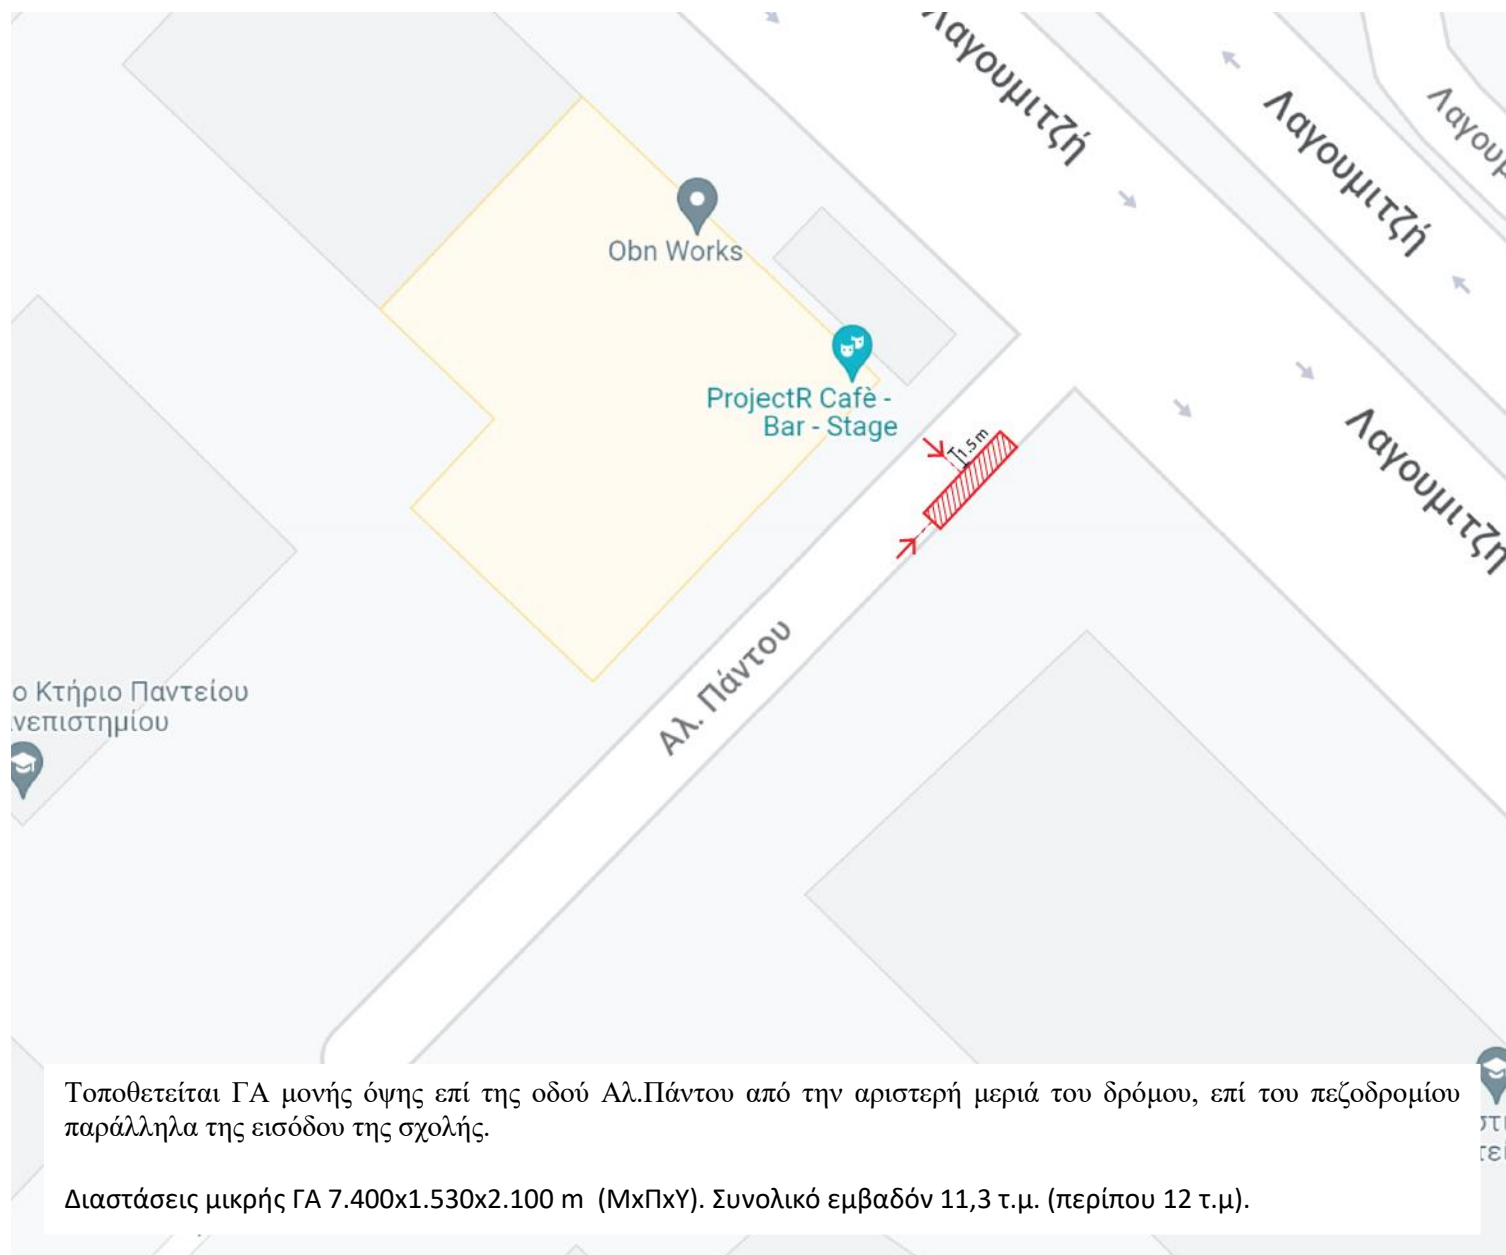 Λαγουμιτζή
Λαγουμιτζή
Λαγουμ
Obn Works
ProjectR Cafè -
Bar - Stage
1.5 m
Λαγουμιτζή
Αλ. Πάντου
ο Κτήριο Παντείου
νεπιστημίου
Τοποθετείται ΓΑ μονής όψης επί της οδού Αλ.Πάντου από την αριστερή μεριά του δρόμου, επί του πεζοδρομίου
παράλληλα της εισόδου της σχολής.
Διαστάσεις μικρής ΓΑ 7.400x1.530x2.100 m (ΜxΠxΥ). Συνολικό εμβαδόν 11,3 τ.μ. (περίπου 12 τ.μ).